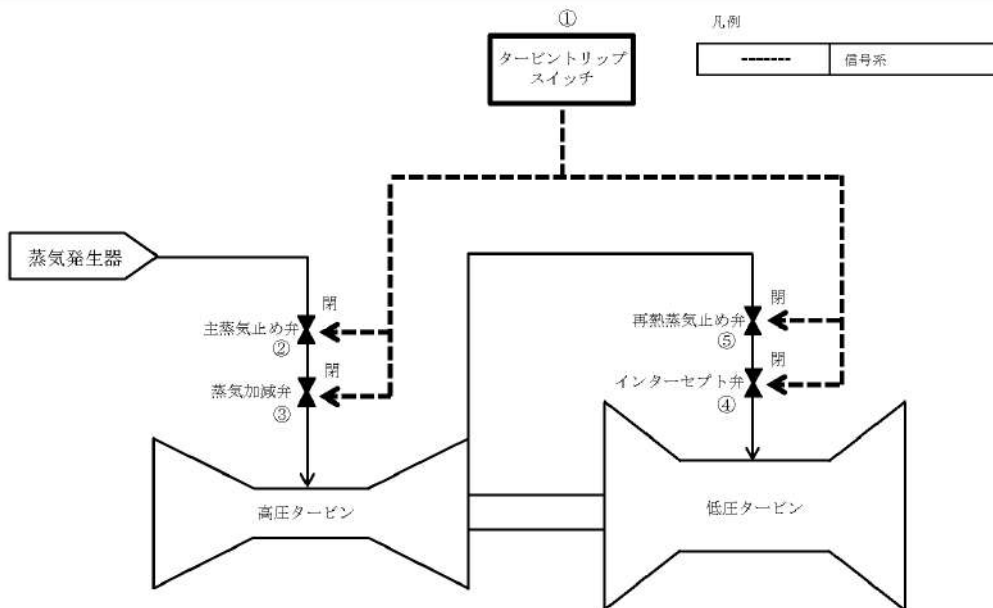 ①
凡例
タービントリップ
スイッチ
信号系
蒸気発生器
閉
主蒸気止め弁
②
閉
蒸気加減弁
③
閉
再熱蒸気止め弁
⑤
閉
インターセプト弁
④
高圧タービン
低圧タービン